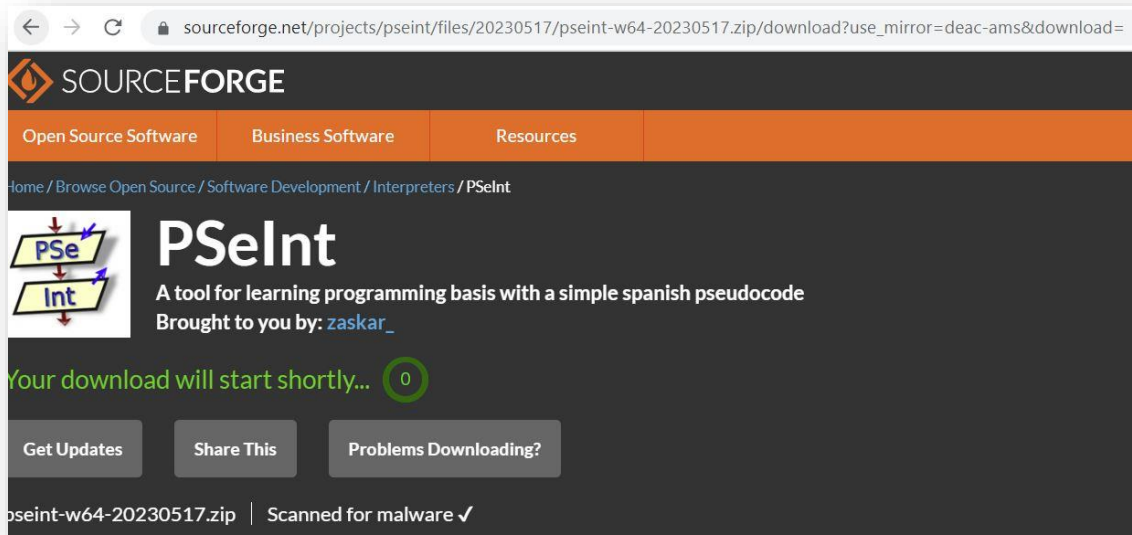 sourceforge.net/projects/pseint/files/20230517/pseint-w64-20230517.zip/download?use_mirror=deac-ams&download=
SOURCEFORGE
Open Source Software Business Software Resources
Home / Browse Open Source / Software Development / Interpreters / PSeInt
PSe
Int
PSeInt
A tool for learning programming basis with a simple spanish pseudocode
Brought to you by: zaskar_
Your download will start shortly... 0
Get Updates Share This Problems Downloading?
pseint-w64-20230517.zip | Scanned for malware ✓